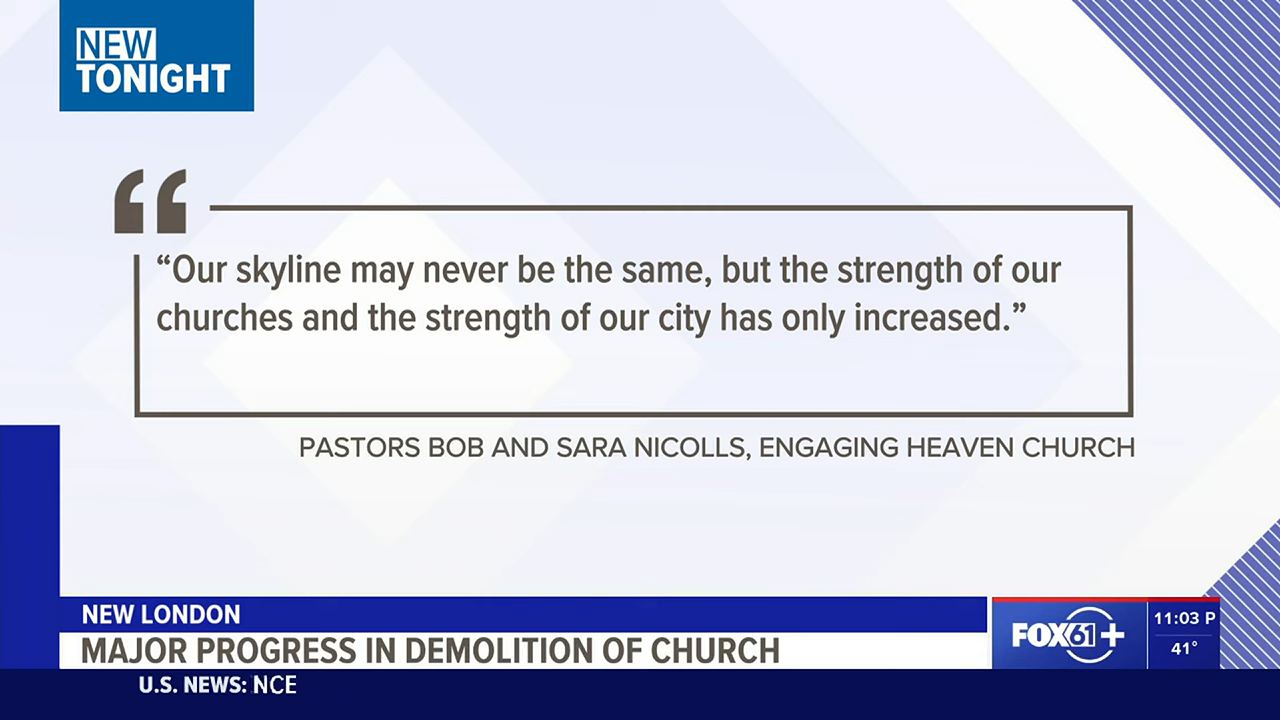 NEW
TONIGHT
“Our skyline may never be the same, but the strength of our
churches and the strength of our city has only increased.”
PASTORS BOB AND SARA NICOLLS, ENGAGING HEAVEN CHURCH
NEW LONDON
MAJOR PROGRESS IN DEMOLITION OF CHURCH
FOX61+
11:03 P
41°
U.S. NEWS: NCE